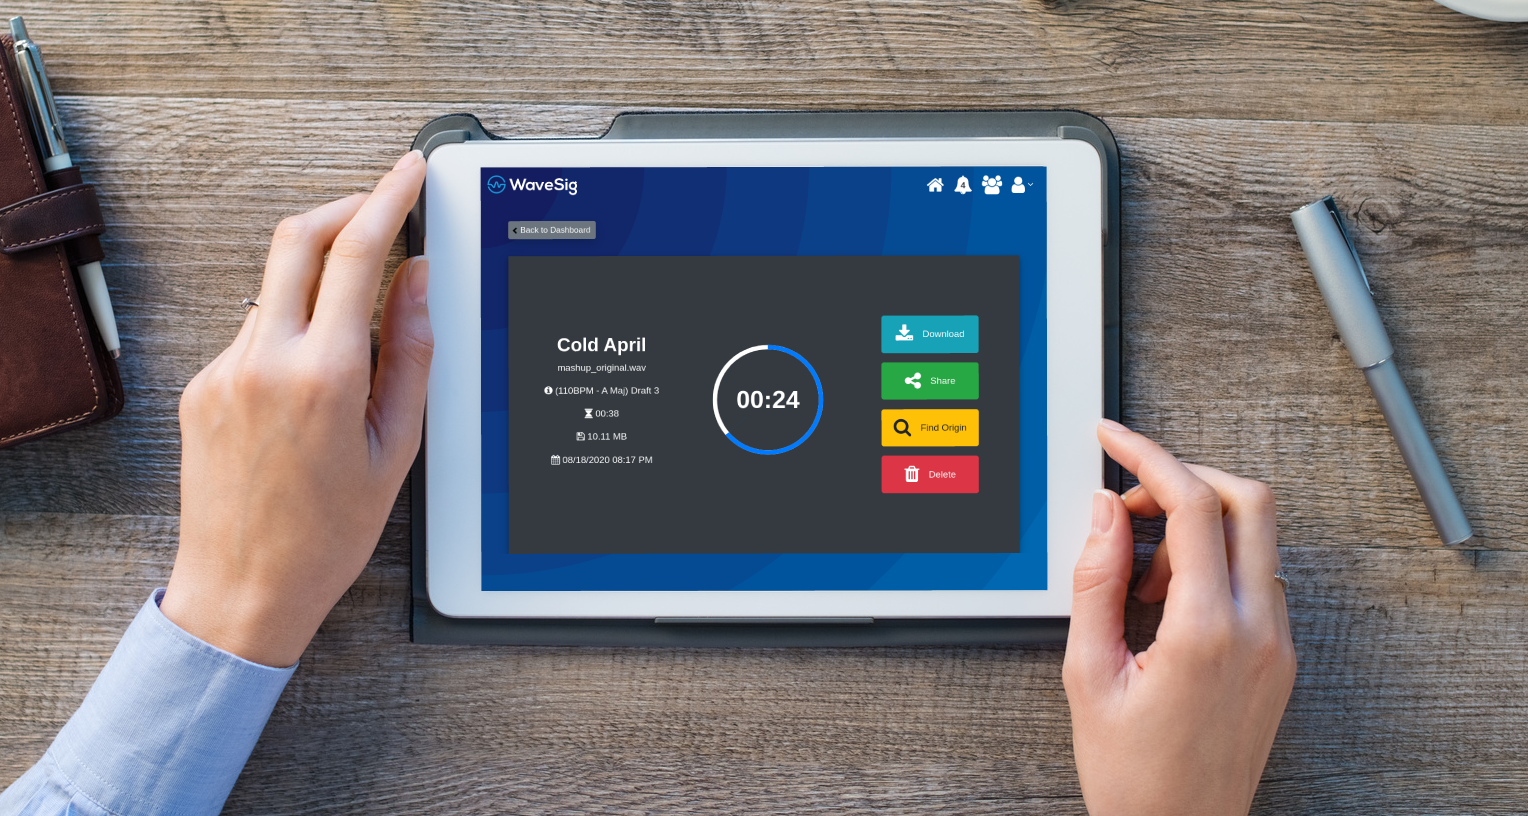 WaveSig
4
Back to Dashboard
Cold April
mashup_original.wav
(110BPM - A Maj) Draft 3
00:38
10.11 MB
08/18/2020 08:17 PM
00:24
Download
Share
Find Origin
Delete